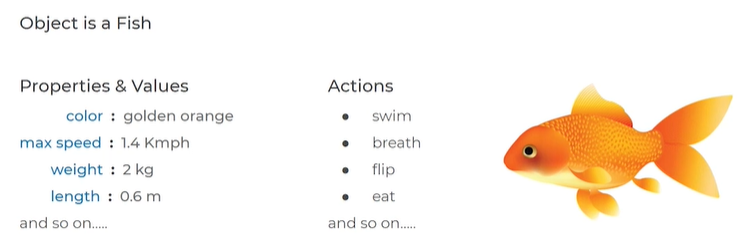 Object is a Fish
Properties & Values
color : golden orange
max speed : 1.4 Kmph
weight : 2 kg
length : 0.6 m
and so on.....
Actions
• swim
• breath
• flip
• eat
and so on.....